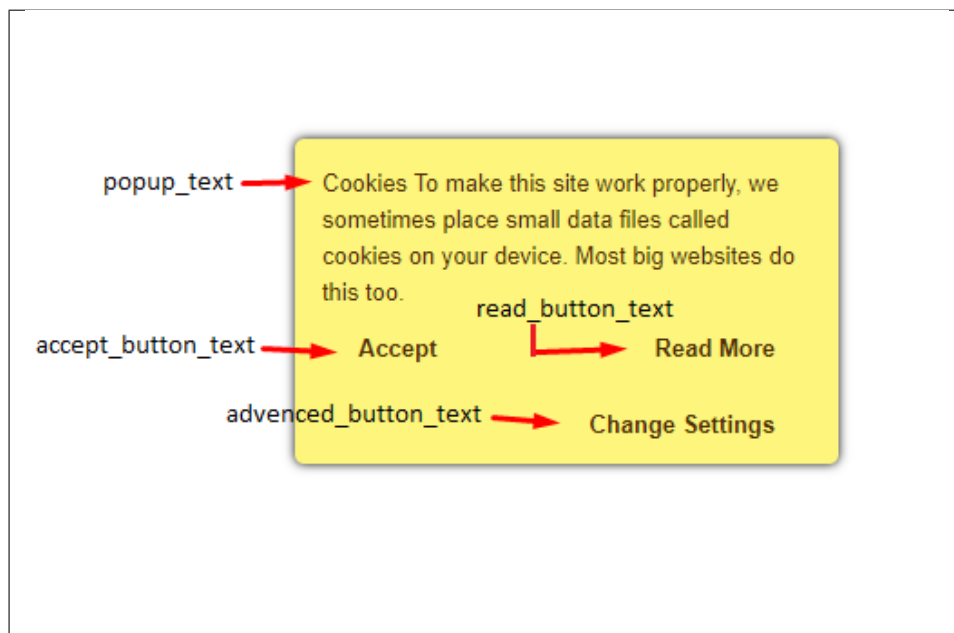 popup_text
Cookies To make this site work properly, we
sometimes place small data files called
cookies on your device. Most big websites do
this too.
read_button_text
accept_button_text
Accept
Read More
advenced_button_text
Change Settings